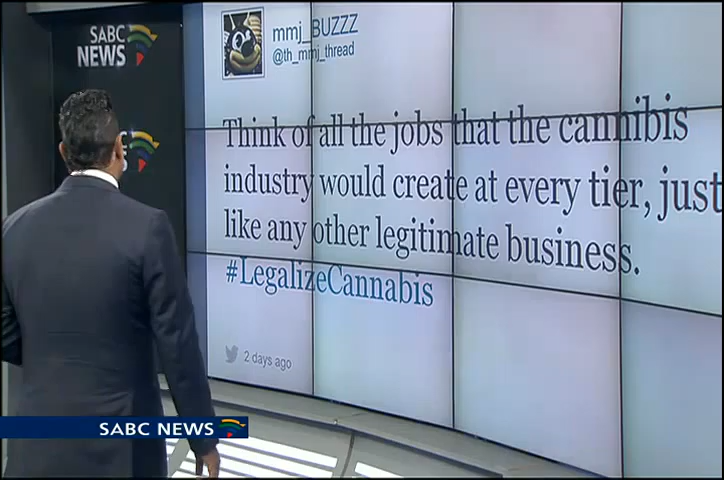 SABC
NEWS
mmj_BUZZZ
@th_mmj_thread
Think of all the jobs that the cannibis
industry would create at every tier, just
like any other legitimate business.
#LegalizeCannabis
2 days ago
SABC NEWS